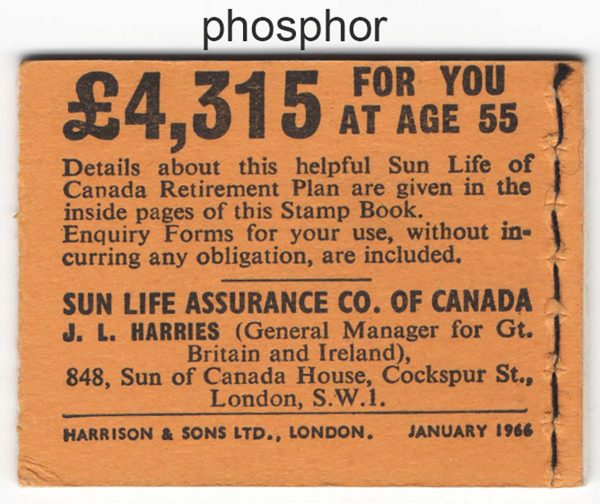 phosphor
£4,315 FOR YOU
AT AGE 55
Details about this helpful Sun Life of
Canada Retirement Plan are given in the
inside pages of this Stamp Book.
Enquiry Forms for your use, without in-
curring any obligation, are included.
SUN LIFE ASSURANCE CO. OF CANADA
J. L. HARRIES (General Manager for Gt.
Britain and Ireland),
848, Sun of Canada House, Cockspur St.,
London, S.W.1.
HARRISON & SONS LTD., LONDON. JANUARY 1966